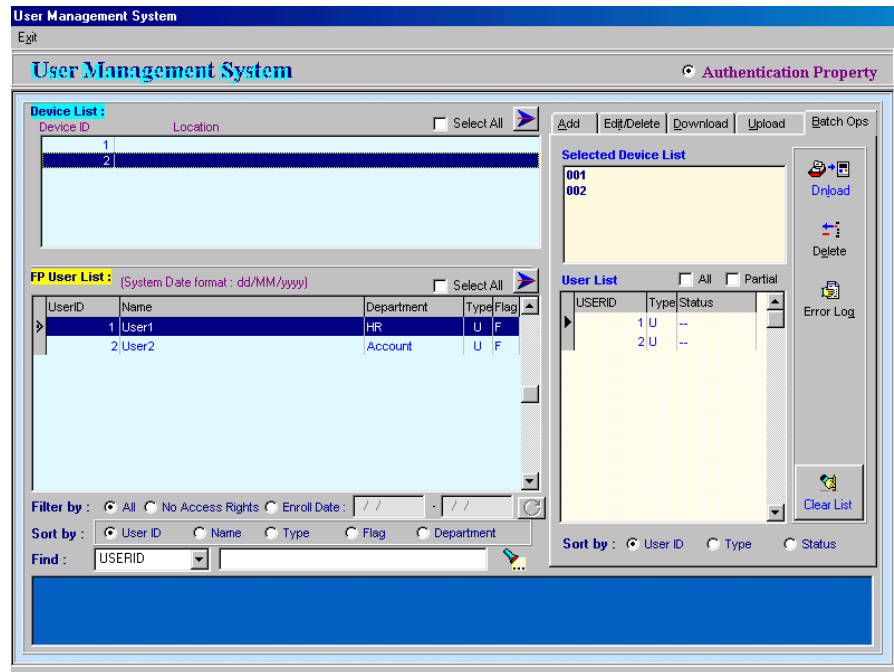 User Management System
Exit
User Management System
Authentication Property
Device List :
Device ID Location
Select All
1
2
FP User List : (System Date format : dd/MM/yyyy)
Select All
UserID Name Department Type Flag
1 User1 HR U F
2 User2 Account U F
Filter by : All No Access Rights Enroll Date : / / - / /
Sort by : User ID Name Type Flag Department
Find : USERID
Add Edit/Delete Download Upload Batch Ops
Selected Device List
001
002
Dnload
Delete
Error Log
User List All Partial
USERID Type Status
1 U --
2 U --
Clear List
Sort by : User ID Type Status